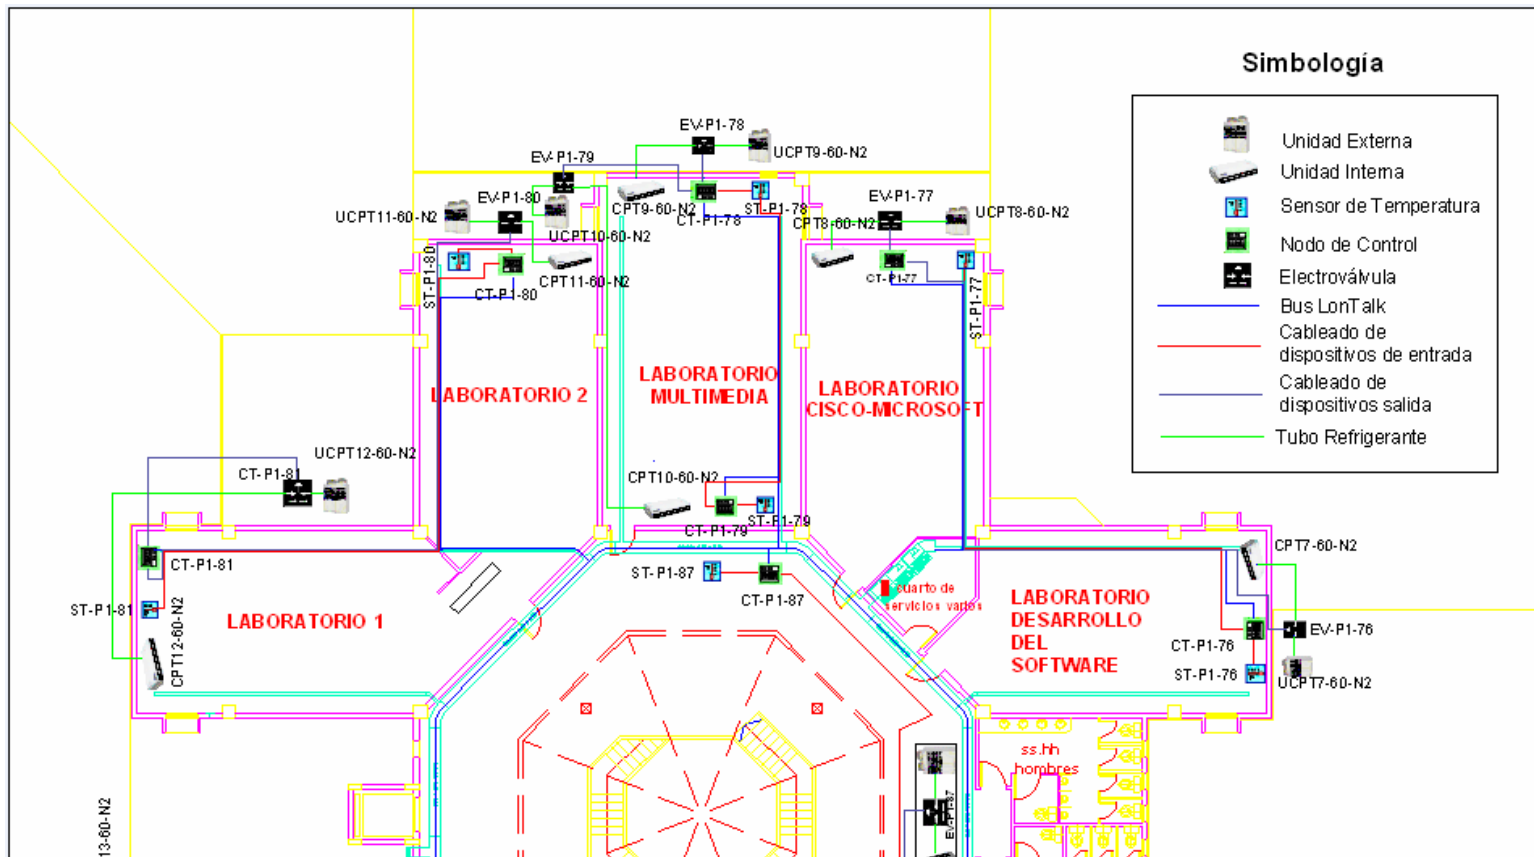 Simbología
Unidad Externa
Unidad Interna
Sensor de Temperatura
Nodo de Control
Electroválvula
Bus LonTalk
Cableado de
dispositivos de entrada
Cableado de
dispositivos salida
Tubo Refrigerante
EV-P1-78
UCPT9-60-N2
EV-P1-79
CPT9-60-N2
ST-P1-78
CT-P1-78
EV-P1-80
UCPT11-60-N2
UCPT10-60-N2
CPT11-60-N2
ST-P1-80
CT-P1-80
EV-P1-77
UCPT8-60-N2
CPT8-60-N2
CT-P1-77
ST-P1-77
LABORATORIO 2
LABORATORIO
MULTIMEDIA
LABORATORIO
CISCO-MICROSOFT
UCPT12-60-N2
CT-P1-81
CPT10-60-N2
ST-P1-79
CT-P1-79
CT-P1-81
ST-P1-81
CPT12-60-N2
LABORATORIO 1
ST-P1-87
CT-P1-87
cuarto de
servicios varios
LABORATORIO
DESARROLLO
DEL
SOFTWARE
CPT7-60-N2
EV-P1-76
CT-P1-76
ST-P1-76
UCPT7-60-N2
ss.hh
hombres
EV-P1-87
13-60-N2